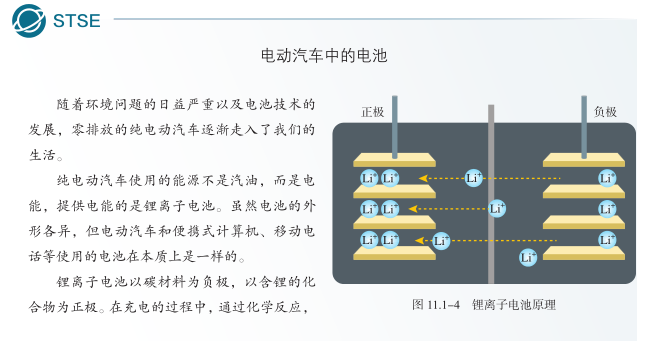 STSE
电动汽车中的电池
随着环境问题的日益严重以及电池技术的
发展，零排放的纯电动汽车逐渐走入了我们的
生活。
纯电动汽车使用的能源不是汽油，而是电
能，提供电能的是锂离子电池。虽然电池的外
形各异，但电动汽车和便携式计算机、移动电
话等使用的电池在本质上是一样的。
锂离子电池以碳材料为负极，以含锂的化
合物为正极。在充电的过程中，通过化学反应，
正极 负极
Li⁺ Li⁺ Li⁺ Li⁺
Li⁺ Li⁺ Li⁺ Li⁺
Li⁺ Li⁺ Li⁺ Li⁺
Li⁺
图 11.1-4 锂离子电池原理